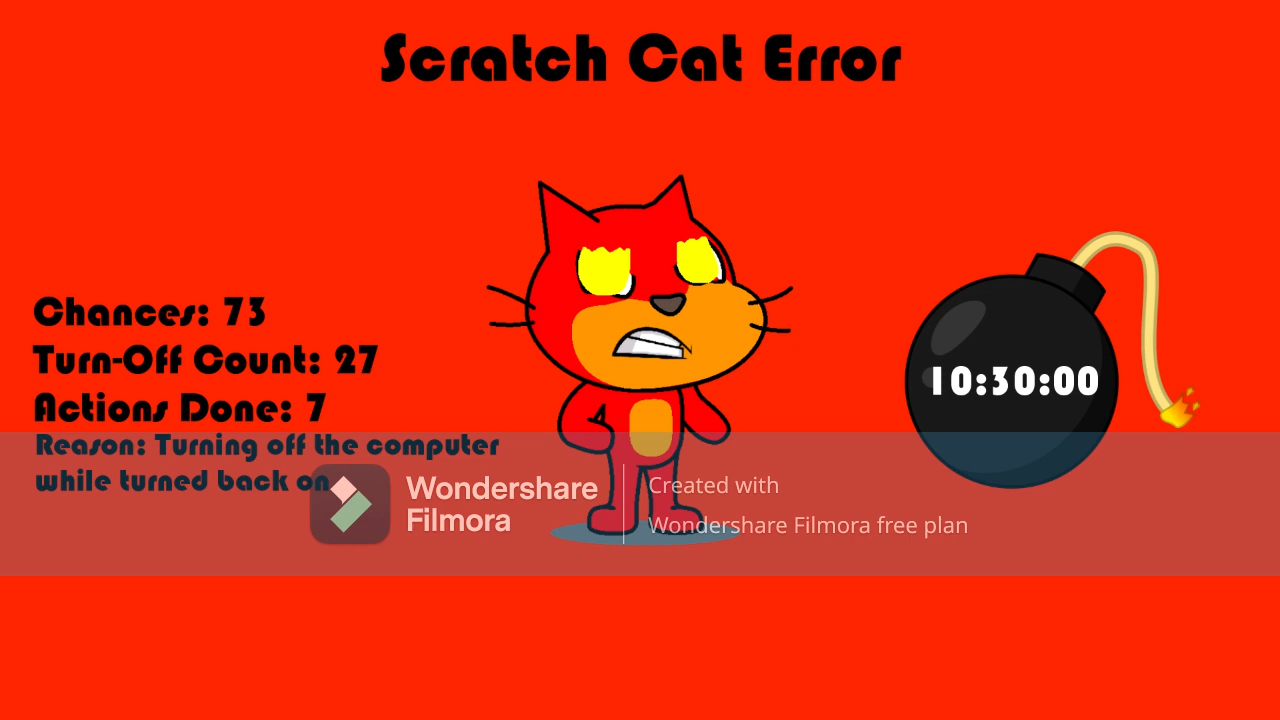 Scratch Cat Error
Chances: 73
Turn-Off Count: 27
Actions Done: 7
Reason: Turning off the computer
while turned back on
10:30:00
Wondershare
Filmora
Created with
Wondershare Filmora free plan